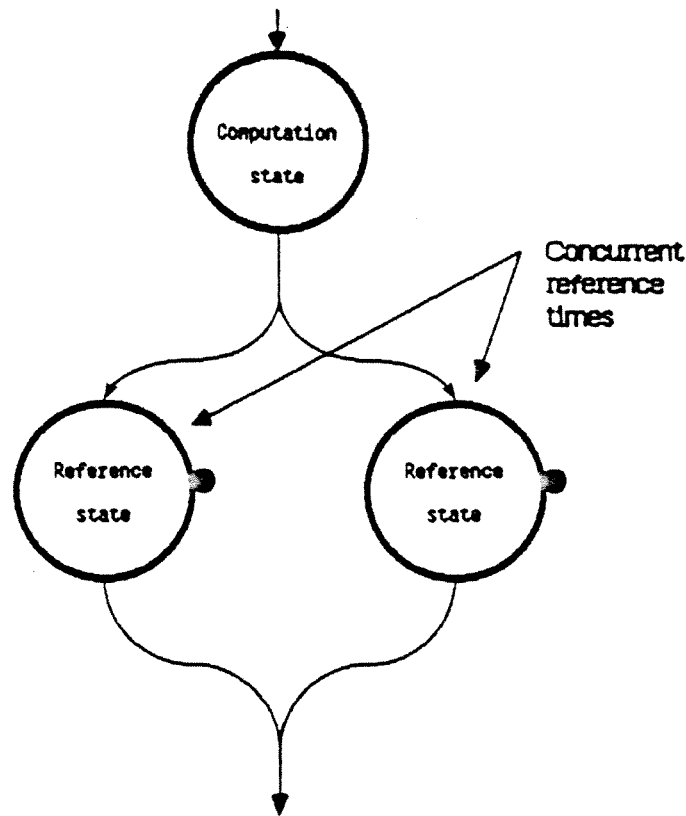 Computation
state
Concurrent
reference
times
Reference
state
Reference
state